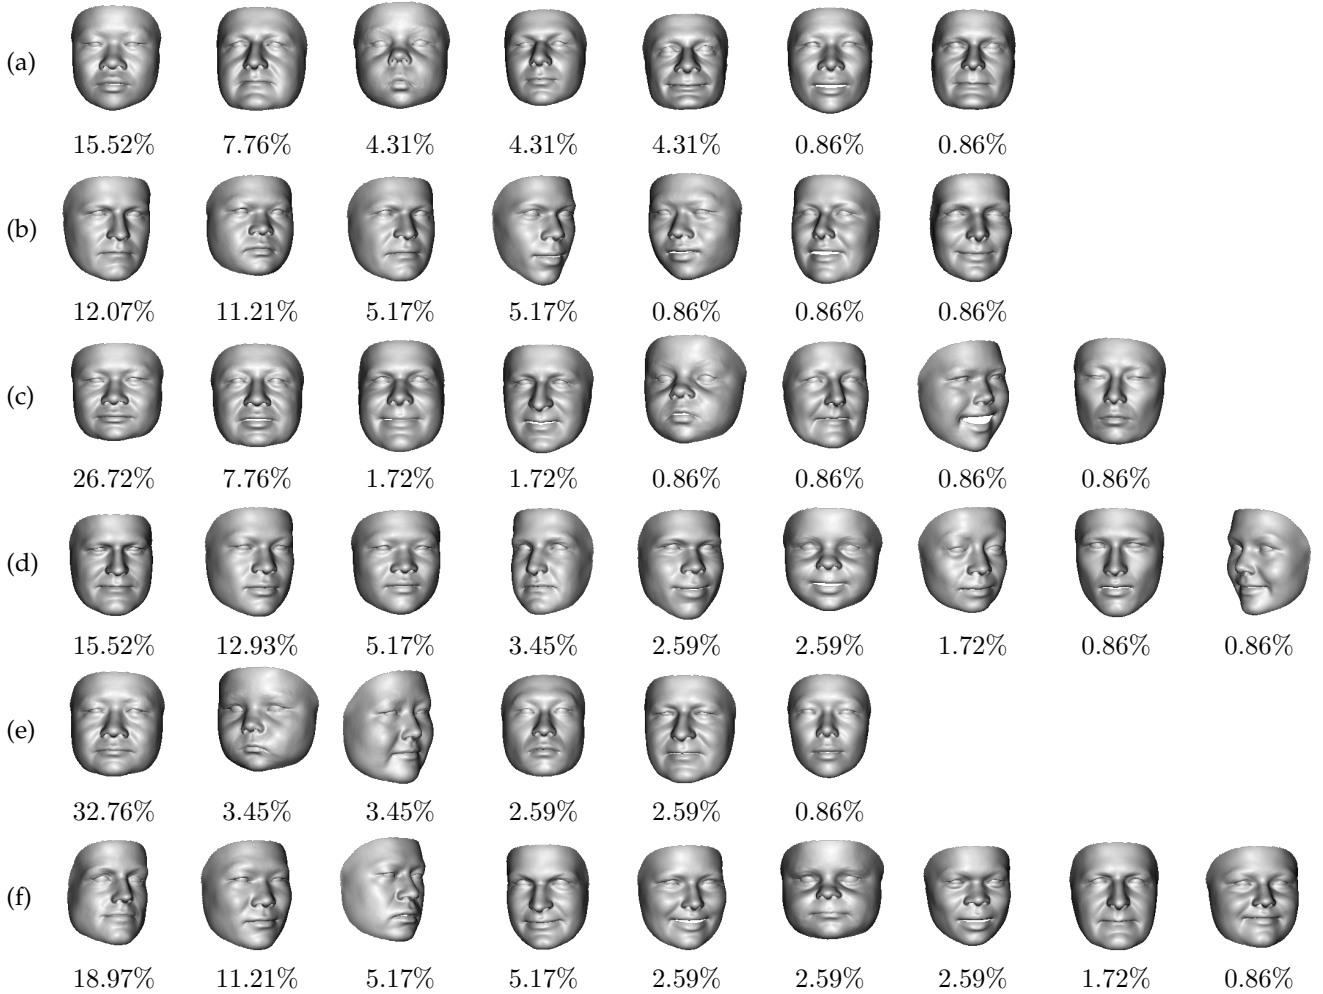 (a)
15.52% 7.76% 4.31% 4.31% 4.31% 0.86% 0.86%
(b)
12.07% 11.21% 5.17% 5.17% 0.86% 0.86% 0.86%
(c)
26.72% 7.76% 1.72% 1.72% 0.86% 0.86% 0.86% 0.86%
(d)
15.52% 12.93% 5.17% 3.45% 2.59% 2.59% 1.72% 0.86% 0.86%
(e)
32.76% 3.45% 3.45% 2.59% 2.59% 0.86%
(f)
18.97% 11.21% 5.17% 5.17% 2.59% 2.59% 2.59% 1.72% 0.86%